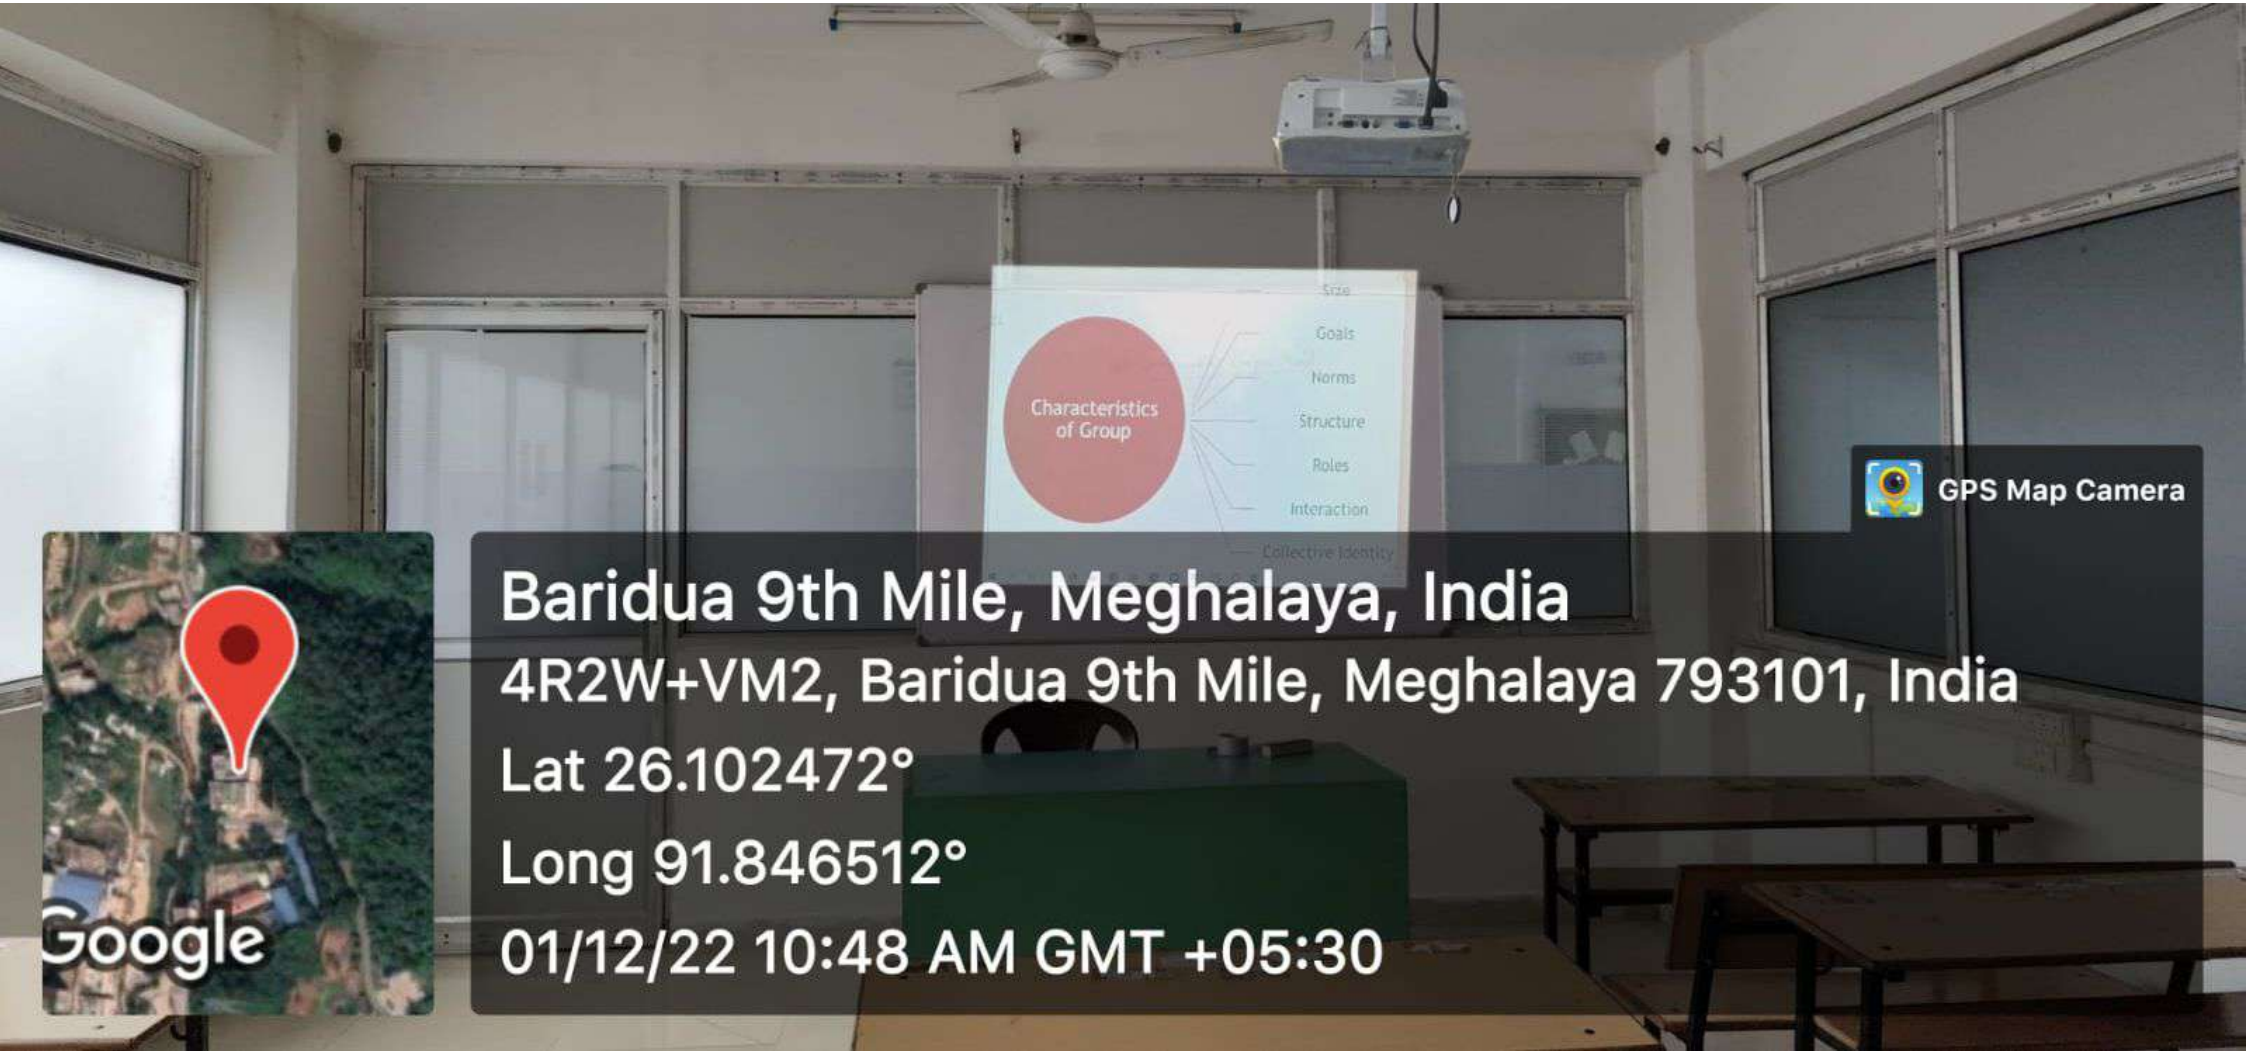 Size
Goals
Norms
Characteristics
of Group
Structure
Roles
Interaction
Collective Identity
GPS Map Camera
Baridua 9th Mile, Meghalaya, India
4R2W+VM2, Baridua 9th Mile, Meghalaya 793101, India
Lat 26.102472°
Long 91.846512°
01/12/22 10:48 AM GMT +05:30
Google